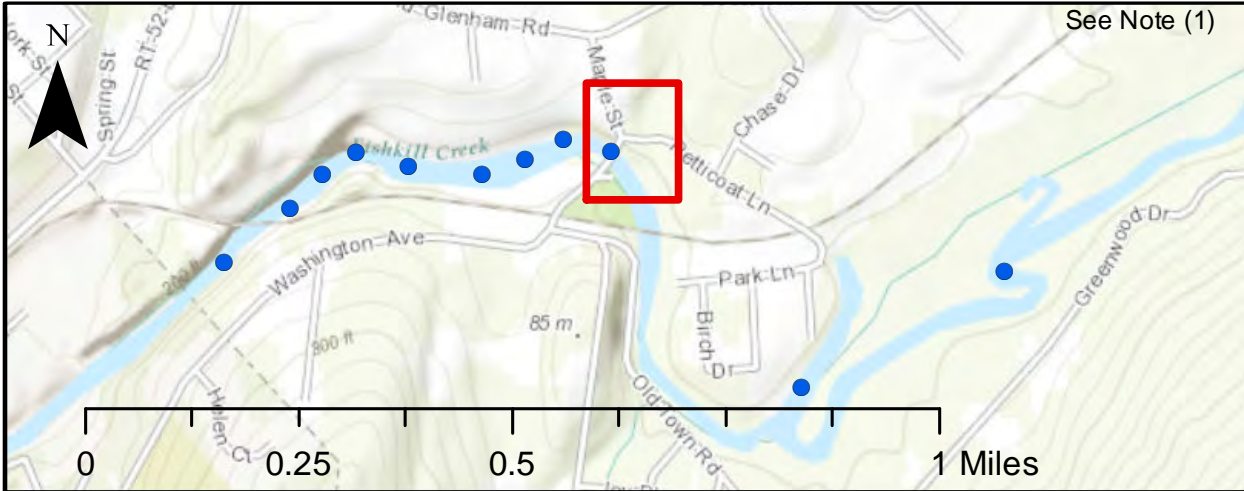 See Note (1)
N
Glenham-Rd
Spring-St
Maple-St
Chase-Dr
Fishkill Creek
Petticoat-Ln
Washington-Ave
Park-Ln
Greenwood-Dr
200 ft
85 m
300 ft
Birch
Dr
Helen-Ct
Old-Town-Rd
0
0.25
0.5
1 Miles